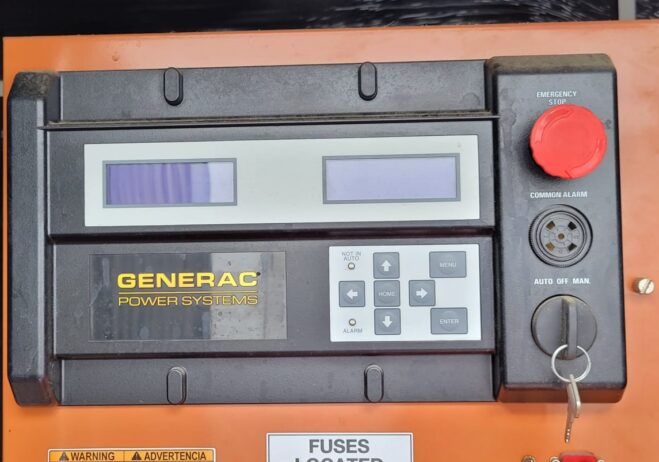 EMERGENCY
STOP
COMMON ALARM
AUTO OFF MAN.
NOT IN
AUTO
MENU
HOME
ENTER
ALARM
GENERAC
POWER SYSTEMS
WARNING
ADVERTENCIA
FUSES
LOCATED